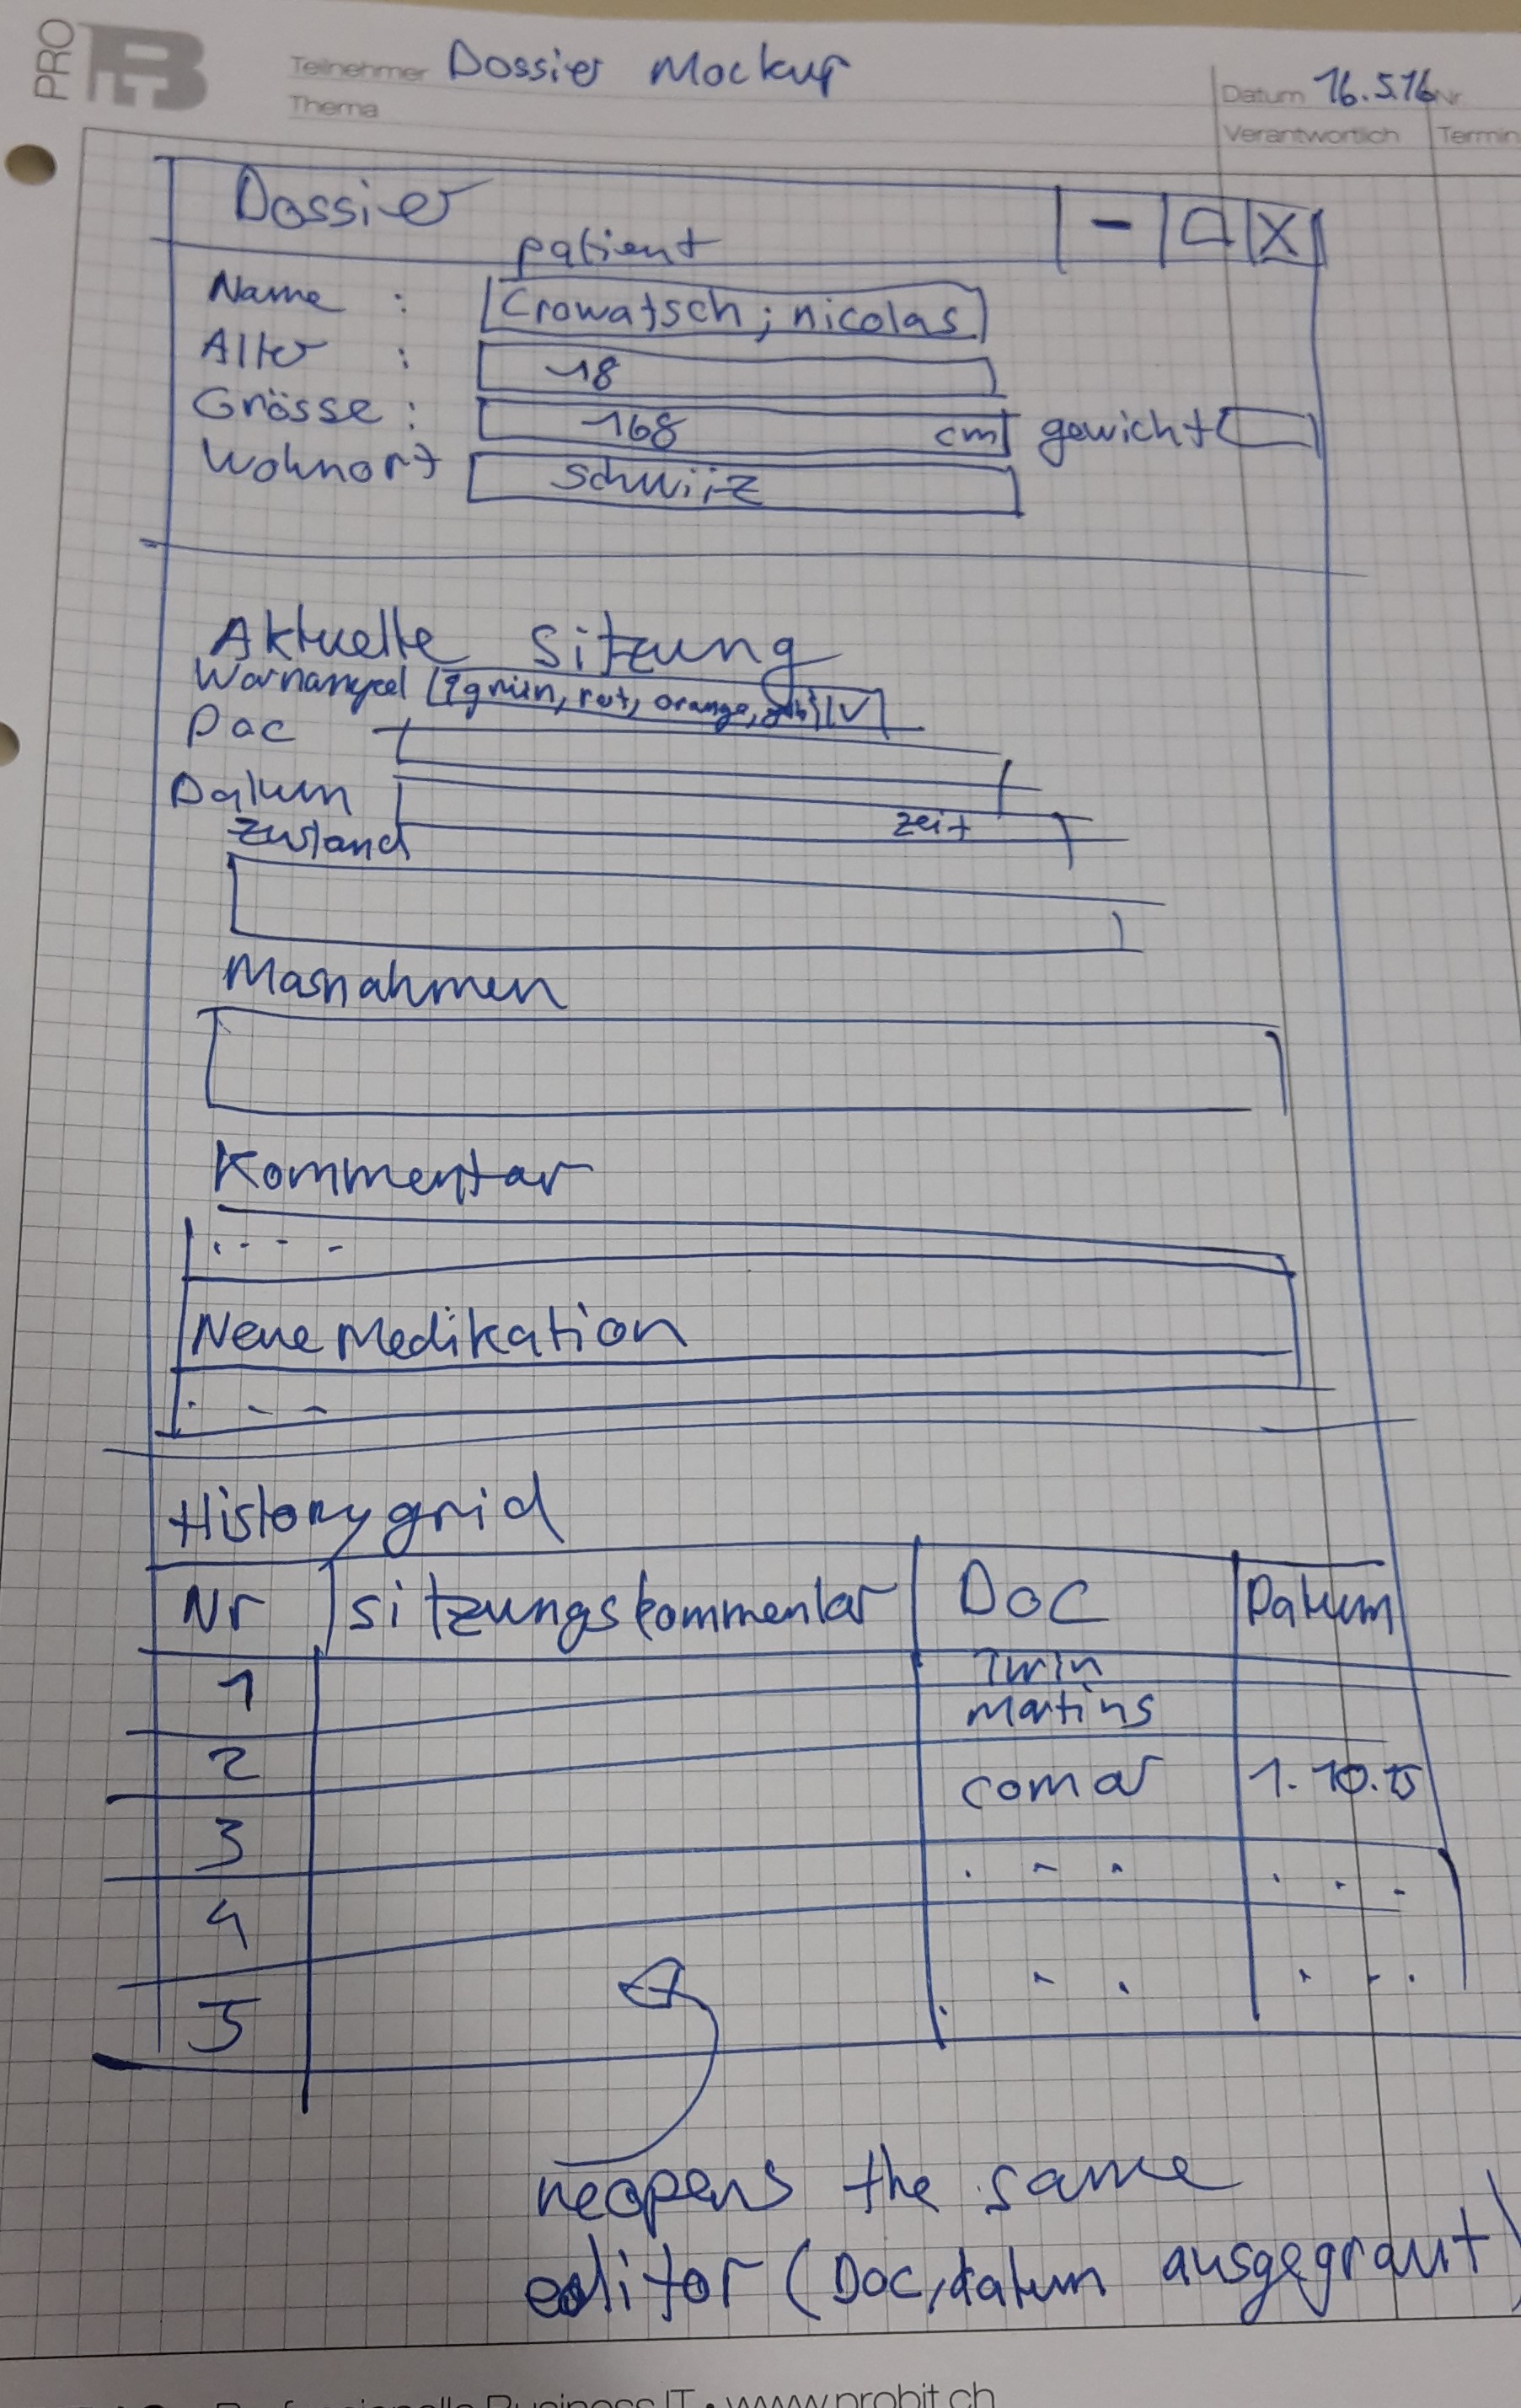 PRO
Teilnehmer Dossier Mockup
Thema
Datum 16.5.16 Nr.
Verantwortlich Termin
Dossier - X
patient
Name : Crowatsch ; nicolas
Alter : 18
Grösse : 168 cm gewicht
Wohnort schwiiz
Aktuelle Sitzung
Warnampel grün, rot, orange, gelb V
Doc
Datum zeit
Zustand
Masnahmen
Kommentar
Neue Medikation
History grid
Nr sitzungskommentar Doc Datum
1 martins
2 comar 1.10.15
3
4
5
reopens the same
editor (Doc, datum ausgegraut)
Professionelle Business IT • www.probit.ch